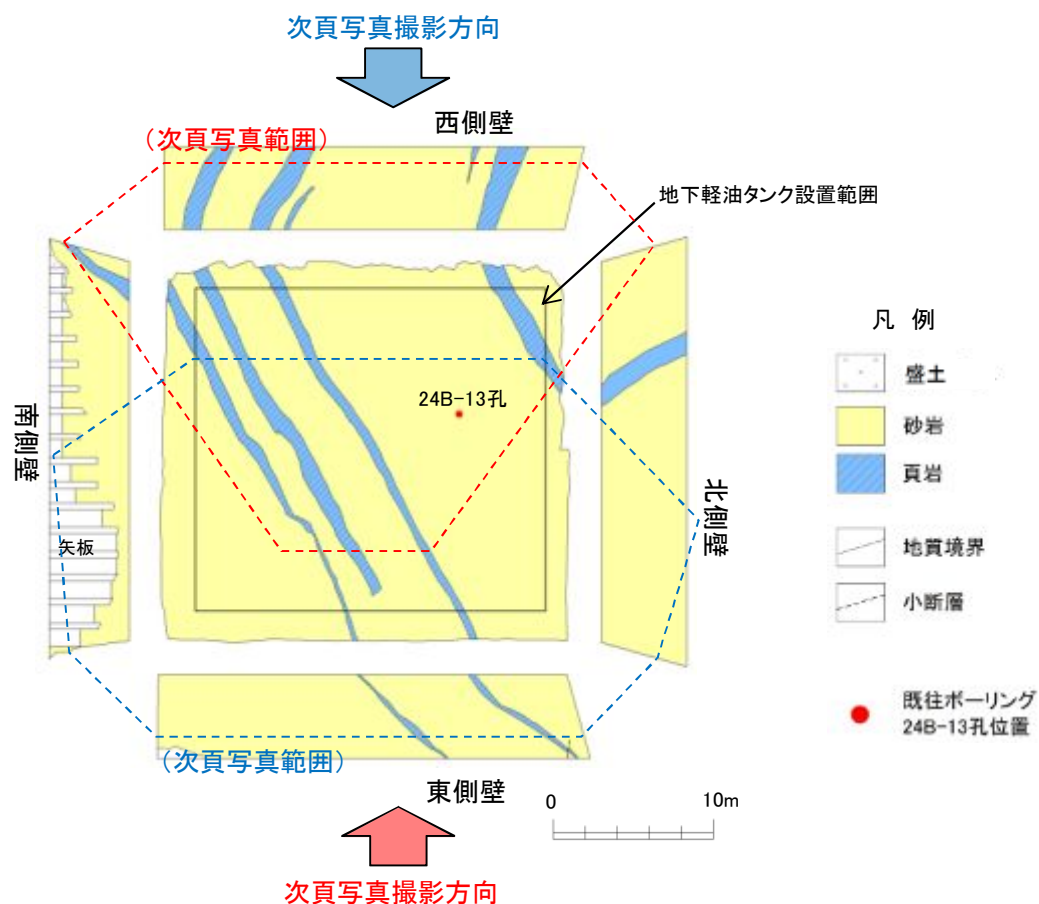 次頁写真撮影方向
西側壁
（次頁写真範囲）
地下軽油タンク設置範囲
凡 例
盛土
24B-13孔
砂岩
南側壁
頁岩
北側壁
矢板
地質境界
小断層
既往ボーリング
24B-13孔位置
（次頁写真範囲）
東側壁
0
10m
次頁写真撮影方向